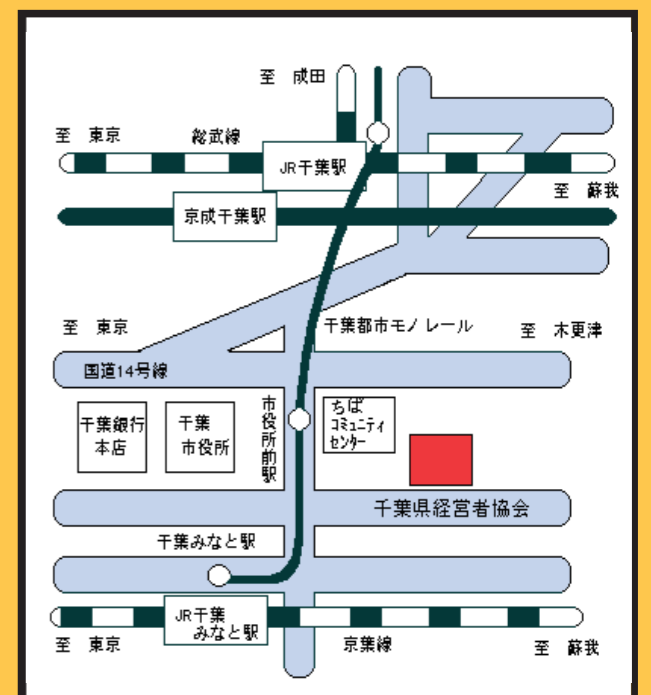 至 成田
至 東京
総武線
JR千葉駅
至 蘇我
京成千葉駅
千葉都市モノレール
至 東京
至 木更津
国道14号線
千葉銀行
本店
千葉
市役所
市役所前駅
ちば
コミュニティ
センター
千葉県経営者協会
千葉みなと駅
JR千葉
みなと駅
至 東京
京葉線
至 蘇我